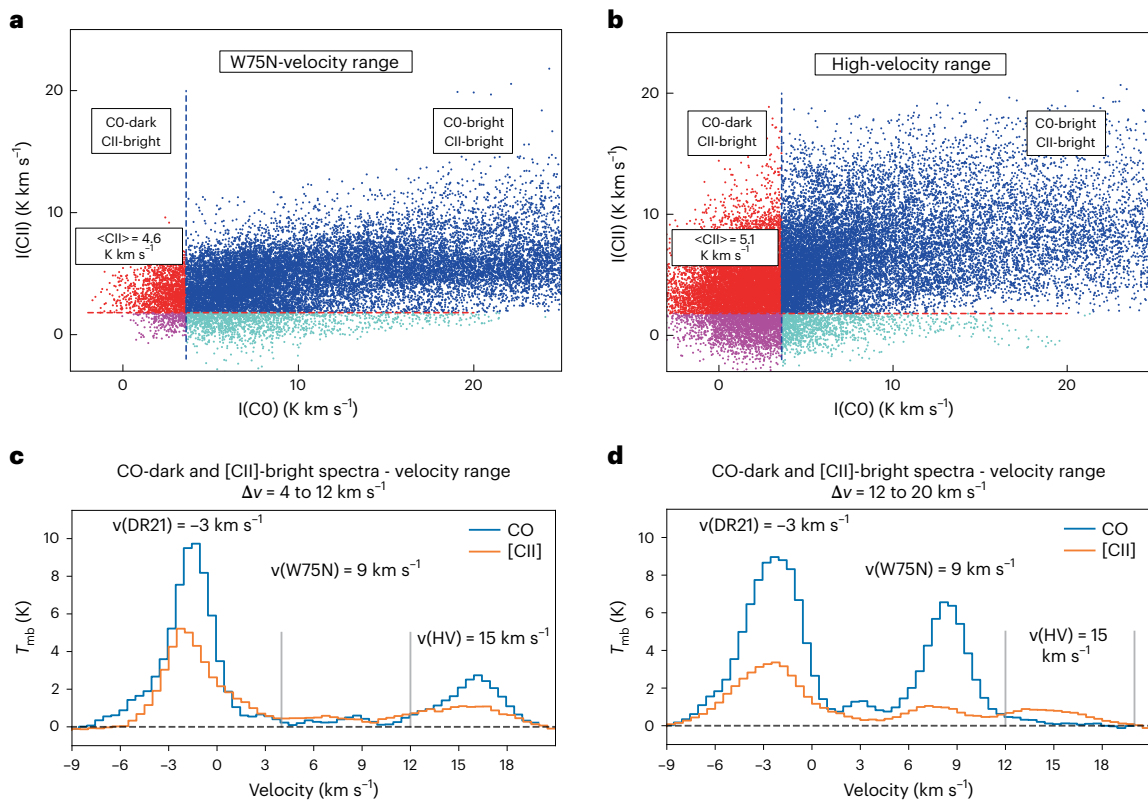 a
W75N-velocity range
C0-dark
CII-bright
C0-bright
CII-bright
<CII> = 4.6
K km s⁻¹
I(CII) (K km s⁻¹)
20
10
0
0
10
20
I(C0) (K km s⁻¹)
b
High-velocity range
C0-dark
CII-bright
C0-bright
CII-bright
<CII> = 5.1
K km s⁻¹
I(CII) (K km s⁻¹)
20
10
0
0
10
20
I(C0) (K km s⁻¹)
c
CO-dark and [CII]-bright spectra - velocity range
Δv = 4 to 12 km s⁻¹
v(DR21) = −3 km s⁻¹
CO
[CII]
v(W75N) = 9 km s⁻¹
v(HV) = 15 km s⁻¹
Tmb (K)
10
8
6
4
2
0
−9
−6
−3
0
3
6
9
12
15
18
Velocity (km s⁻¹)
d
CO-dark and [CII]-bright spectra - velocity range
Δv = 12 to 20 km s⁻¹
v(DR21) = −3 km s⁻¹
CO
[CII]
v(W75N) = 9 km s⁻¹
v(HV) = 15
km s⁻¹
Tmb (K)
10
8
6
4
2
0
−9
−6
−3
0
3
6
9
12
15
18
Velocity (km s⁻¹)